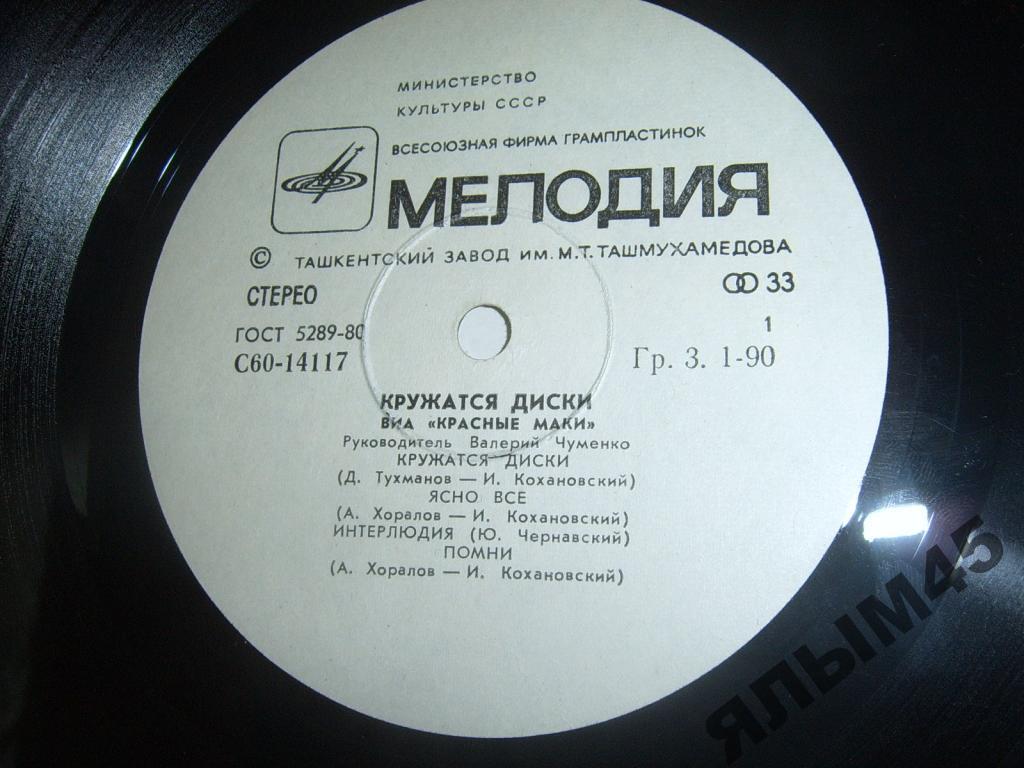 МИНИСТЕРСТВО
КУЛЬТУРЫ СССР
ВСЕСОЮЗНАЯ ФИРМА ГРАМПЛАСТИНОК
МЕЛОДИЯ
© ТАШКЕНТСКИЙ ЗАВОД ИМ. М.Т. ТАШМУХАМЕДОВА
СТЕРЕО 33
ГОСТ 5289-80 1
С60-14117 Гр. 3. 1-90
КРУЖАТСЯ ДИСКИ
ВИА «КРАСНЫЕ МАКИ»
Руководитель Валерий Чуменко
КРУЖАТСЯ ДИСКИ
(Д. Тухманов — И. Кохановский)
ЯСНО ВСЕ
(А. Хоралов — И. Кохановский)
ИНТЕРЛЮДИЯ (Ю. Чернавский)
ПОМНИ
(А. Хоралов — И. Кохановский)
ЯЛЫМ45